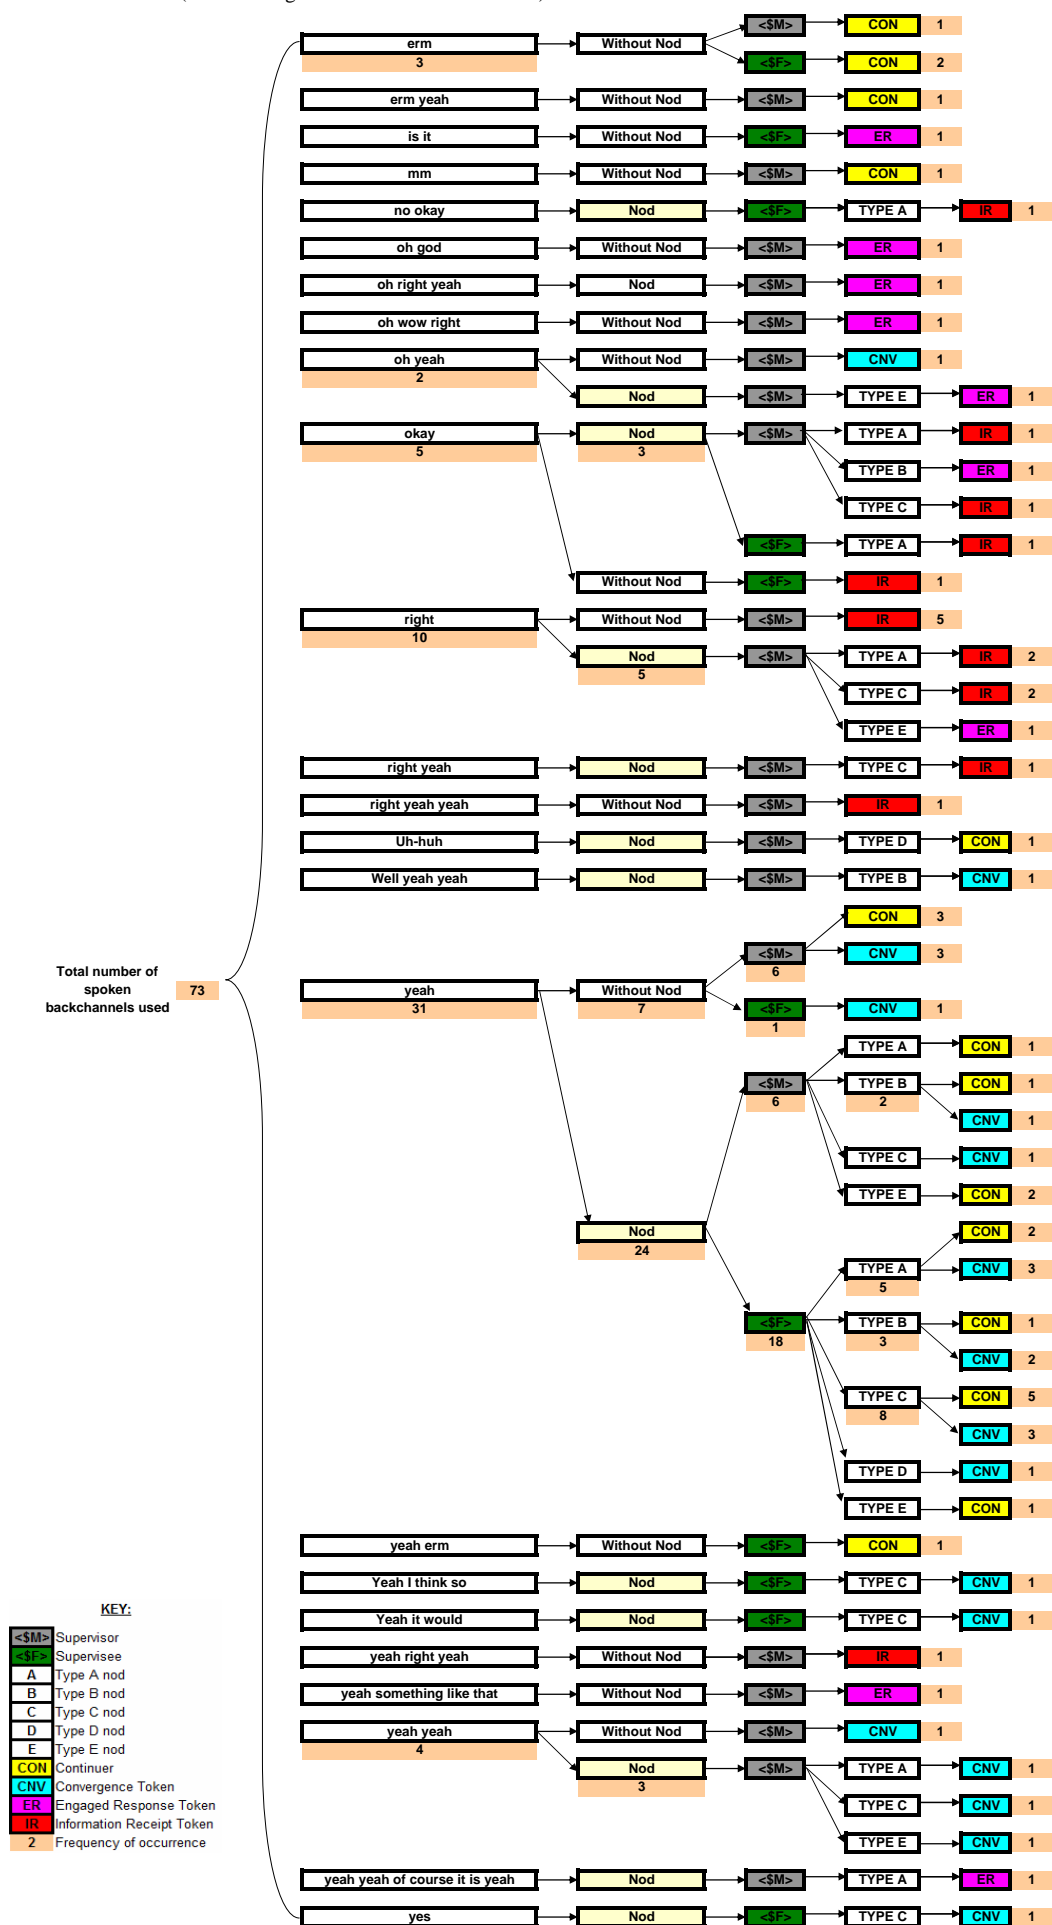 erm Without Nod <$M> CON 1
3 <$F> CON 2
erm yeah Without Nod <$M> CON 1
is it Without Nod <$F> ER 1
mm Without Nod <$M> CON 1
no okay Nod <$F> TYPE A IR 1
oh god Without Nod <$M> ER 1
oh right yeah Nod <$M> ER 1
oh wow right Without Nod <$M> ER 1
oh yeah Without Nod <$M> CNV 1
2
Nod <$M> TYPE E ER 1
okay Nod <$M> TYPE A IR 1
5 3
TYPE B ER 1
TYPE C IR 1
<$F> TYPE A IR 1
Without Nod <$F> IR 1
right Without Nod <$M> IR 5
10
Nod <$M> TYPE A IR 2
5
TYPE C IR 2
TYPE E ER 1
right yeah Nod <$M> TYPE C IR 1
right yeah yeah Without Nod <$M> IR 1
Uh-huh Nod <$M> TYPE D CON 1
Well yeah yeah Nod <$M> TYPE B CNV 1
CON 3
<$M> CNV 3
6
Total number of
spoken 73
backchannels used
yeah Without Nod
31 7
<$F> CNV 1
1
TYPE A CON 1
<$M> TYPE B CON 1
6 2
CNV 1
TYPE C CNV 1
TYPE E CON 2
Nod CON 2
24
TYPE A CNV 3
5
<$F> TYPE B CON 1
18 3
CNV 2
TYPE C CON 5
8
CNV 3
TYPE D CNV 1
TYPE E CON 1
yeah erm Without Nod <$F> CON 1
Yeah I think so Nod <$F> TYPE C CNV 1
Yeah it would Nod <$F> TYPE C CNV 1
yeah right yeah Without Nod <$M> IR 1
yeah something like that Without Nod <$M> ER 1
yeah yeah Without Nod <$M> CNV 1
4
Nod <$M> TYPE A CNV 1
3
TYPE C CNV 1
TYPE E CNV 1
yeah yeah of course it is yeah Nod <$M> TYPE A ER 1
yes Nod <$F> TYPE C CNV 1
KEY:
<$M> Supervisor
<$F> Supervisee
A Type A nod
B Type B nod
C Type C nod
D Type D nod
E Type E nod
CON Continuer
CNV Convergence Token
ER Engaged Response Token
IR Information Receipt Token
2 Frequency of occurrence